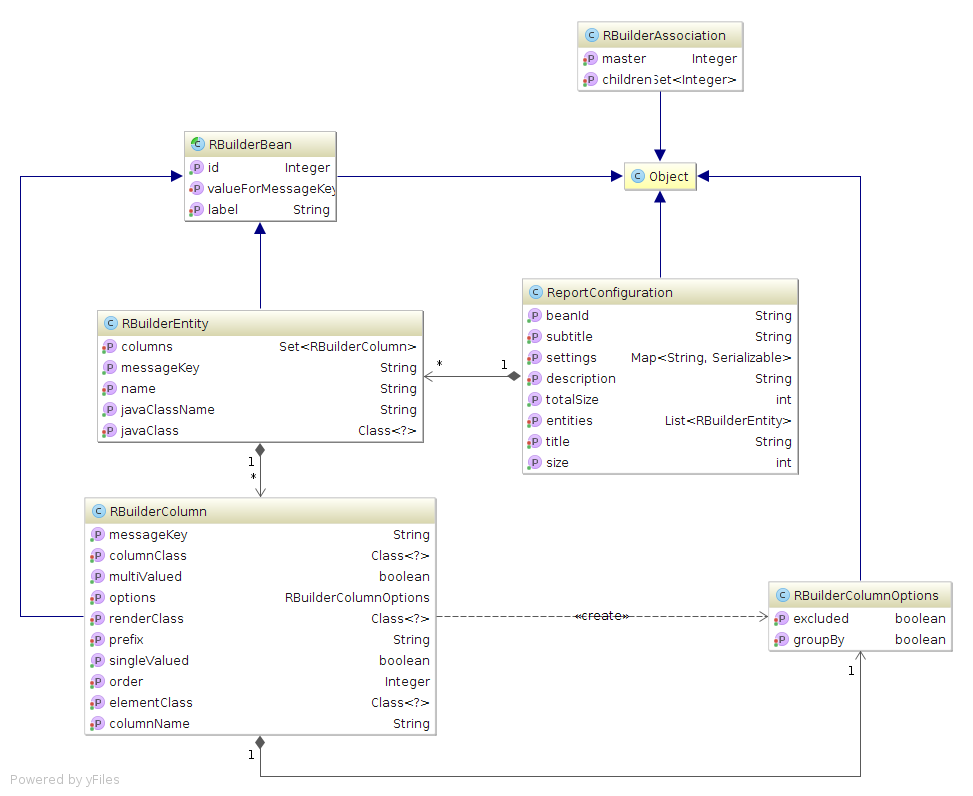 RBuilderAssociation
master Integer
children Set<Integer>
RBuilderBean
id Integer
valueForMessageKey
label String
Object
ReportConfiguration
beanId String
subtitle String
settings Map<String, Serializable>
description String
totalSize int
entities List<RBuilderEntity>
title String
size int
RBuilderEntity
columns Set<RBuilderColumn>
messageKey String
name String
javaClassName String
javaClass Class<?>
* 1
1
*
RBuilderColumn
messageKey String
columnClass Class<?>
multiValued boolean
options RBuilderColumnOptions
renderClass Class<?>
prefix String
singleValued boolean
order Integer
elementClass Class<?>
columnName String
«create»
RBuilderColumnOptions
excluded boolean
groupBy boolean
1
1
Powered by yFiles